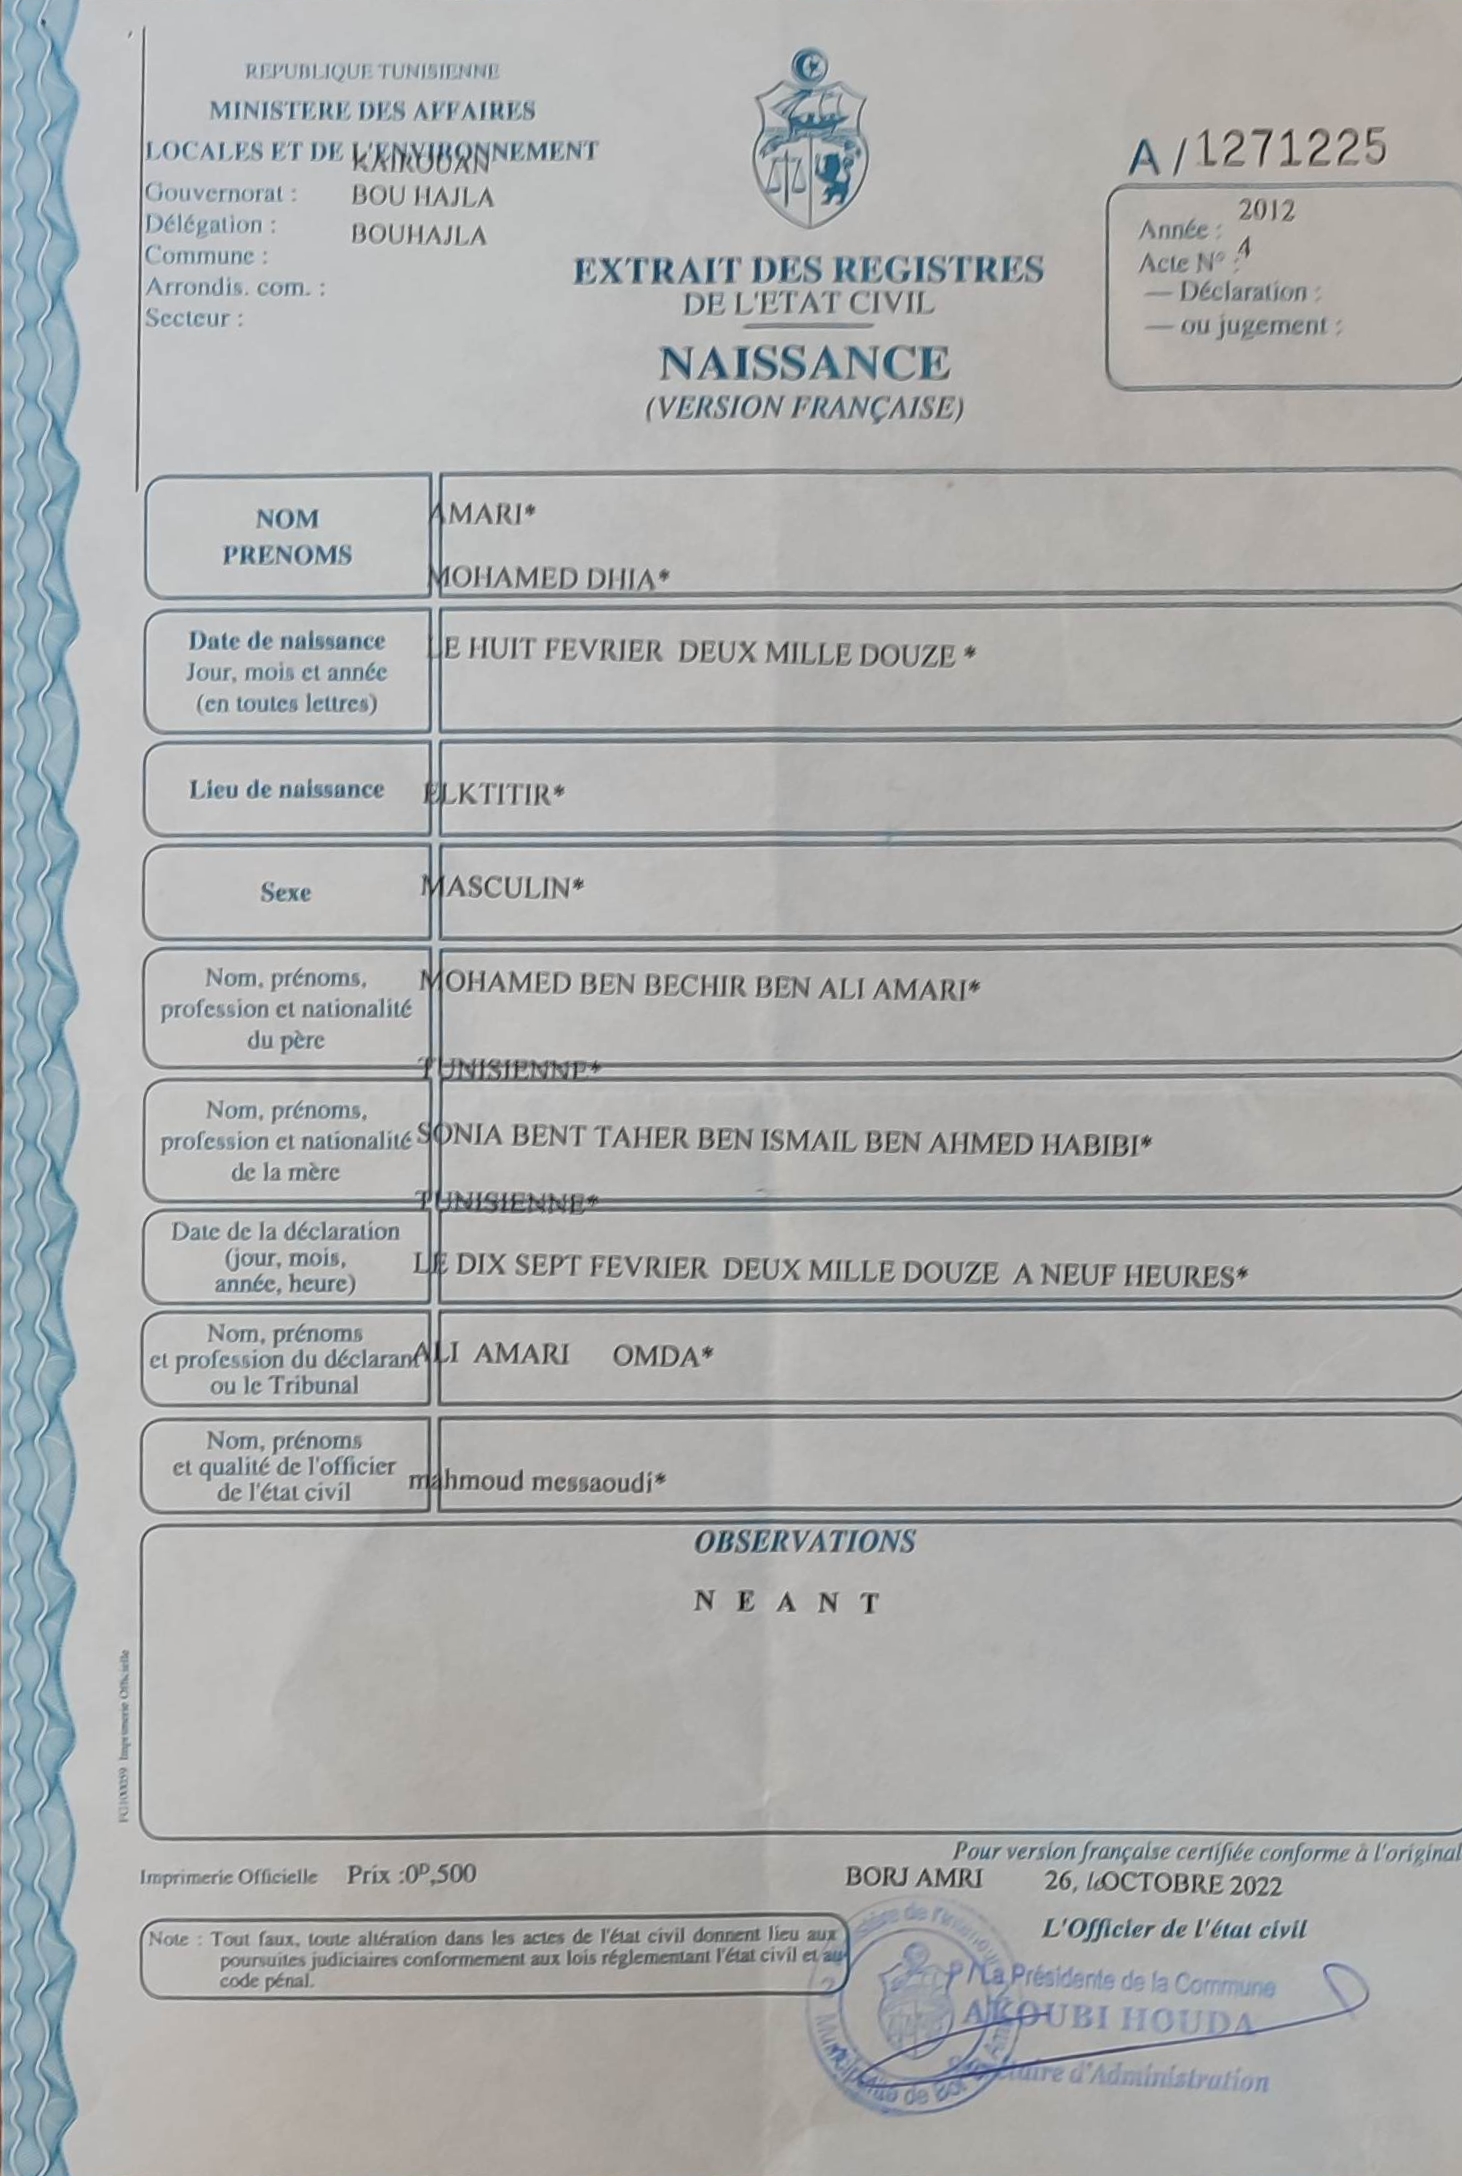 REPUBLIQUE TUNISIENNE
MINISTERE DES AFFAIRES
LOCALES ET DE L'ENVIRONNEMENT
KAIROUAN
Gouvernorat :
BOU HAJLA
Délégation :
BOUHAJLA
Commune :
Arrondis. com. :
Secteur :
EXTRAIT DES REGISTRES
DE L'ETAT CIVIL
NAISSANCE
(VERSION FRANÇAISE)
A / 1271225
Année : 2012
Acte N° : 4
— Déclaration :
— ou jugement :
NOM
PRENOMS
AMARI*
MOHAMED DHIA*
Date de naissance
Jour, mois et année
(en toutes lettres)
LE HUIT FEVRIER DEUX MILLE DOUZE *
Lieu de naissance
ELKTITIR*
Sexe
MASCULIN*
Nom, prénoms,
profession et nationalité
du père
MOHAMED BEN BECHIR BEN ALI AMARI*
TUNISIENNE*
Nom, prénoms,
profession et nationalité
de la mère
SONIA BENT TAHER BEN ISMAIL BEN AHMED HABIBI*
TUNISIENNE*
Date de la déclaration
(jour, mois,
année, heure)
LE DIX SEPT FEVRIER DEUX MILLE DOUZE A NEUF HEURES*
Nom, prénoms
et profession du déclarant
ou le Tribunal
ALI AMARI OMDA*
Nom, prénoms
et qualité de l'officier
de l'état civil
mahmoud messaoudi*
OBSERVATIONS
N E A N T
FG100059 Imprimerie Officielle
Pour version française certifiée conforme à l'original
Imprimerie Officielle Prix :0ᴰ,500
BORJ AMRI 26, le OCTOBRE 2022
L'Officier de l'état civil
Note : Tout faux, toute altération dans les actes de l'état civil donnent lieu aux
poursuites judiciaires conformement aux lois réglementant l'état civil et au
code pénal.
P / La Présidente de la Commune
AKOUBI HOUDA
Secrétaire d'Administration
Municipalité de